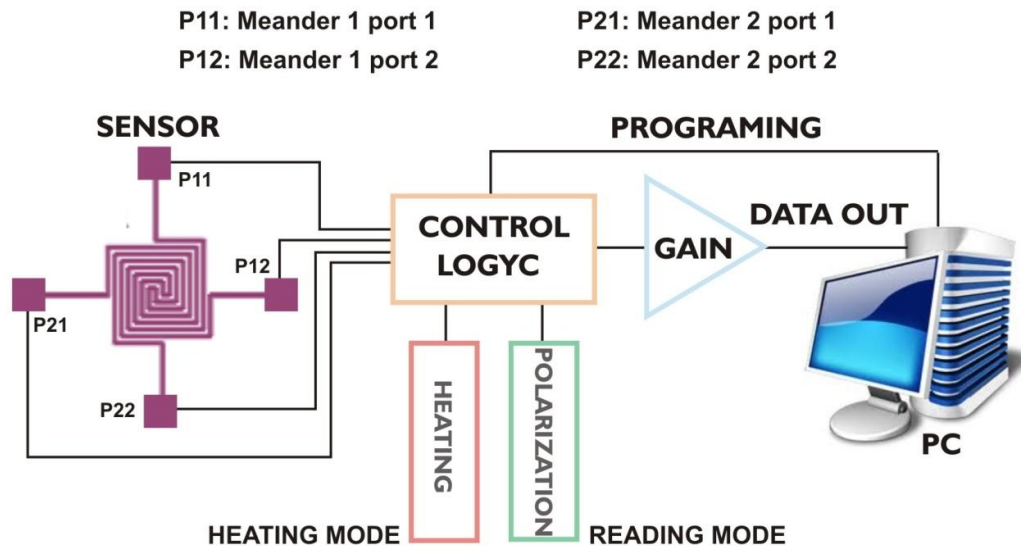 P11: Meander 1 port 1
P21: Meander 2 port 1
P12: Meander 1 port 2
P22: Meander 2 port 2
SENSOR
PROGRAMING
P11
CONTROL
LOGYC
GAIN
DATA OUT
P12
P21
P22
HEATING
POLARIZATION
PC
HEATING MODE
READING MODE